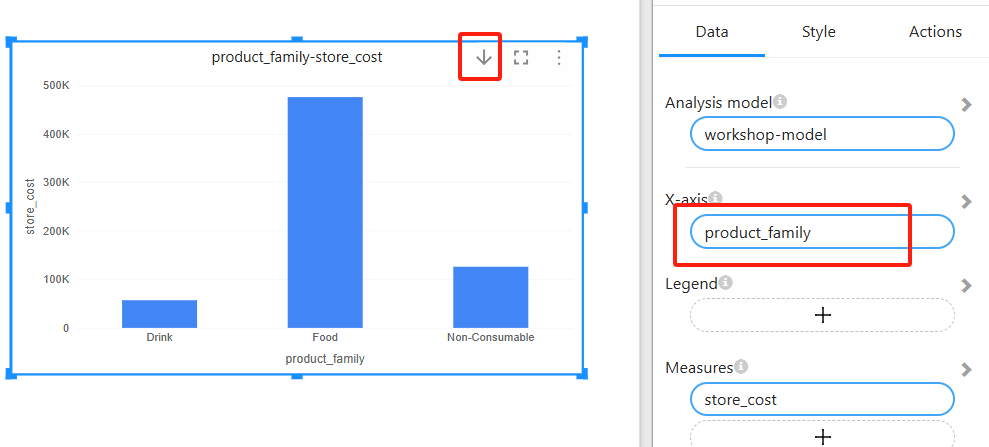 product_family-store_cost
500K
400K
300K
200K
100K
0
store_cost
Drink
Food
Non-Consumable
product_family
Data
Style
Actions
Analysis model
workshop-model
X-axis
product_family
Legend
Measures
store_cost